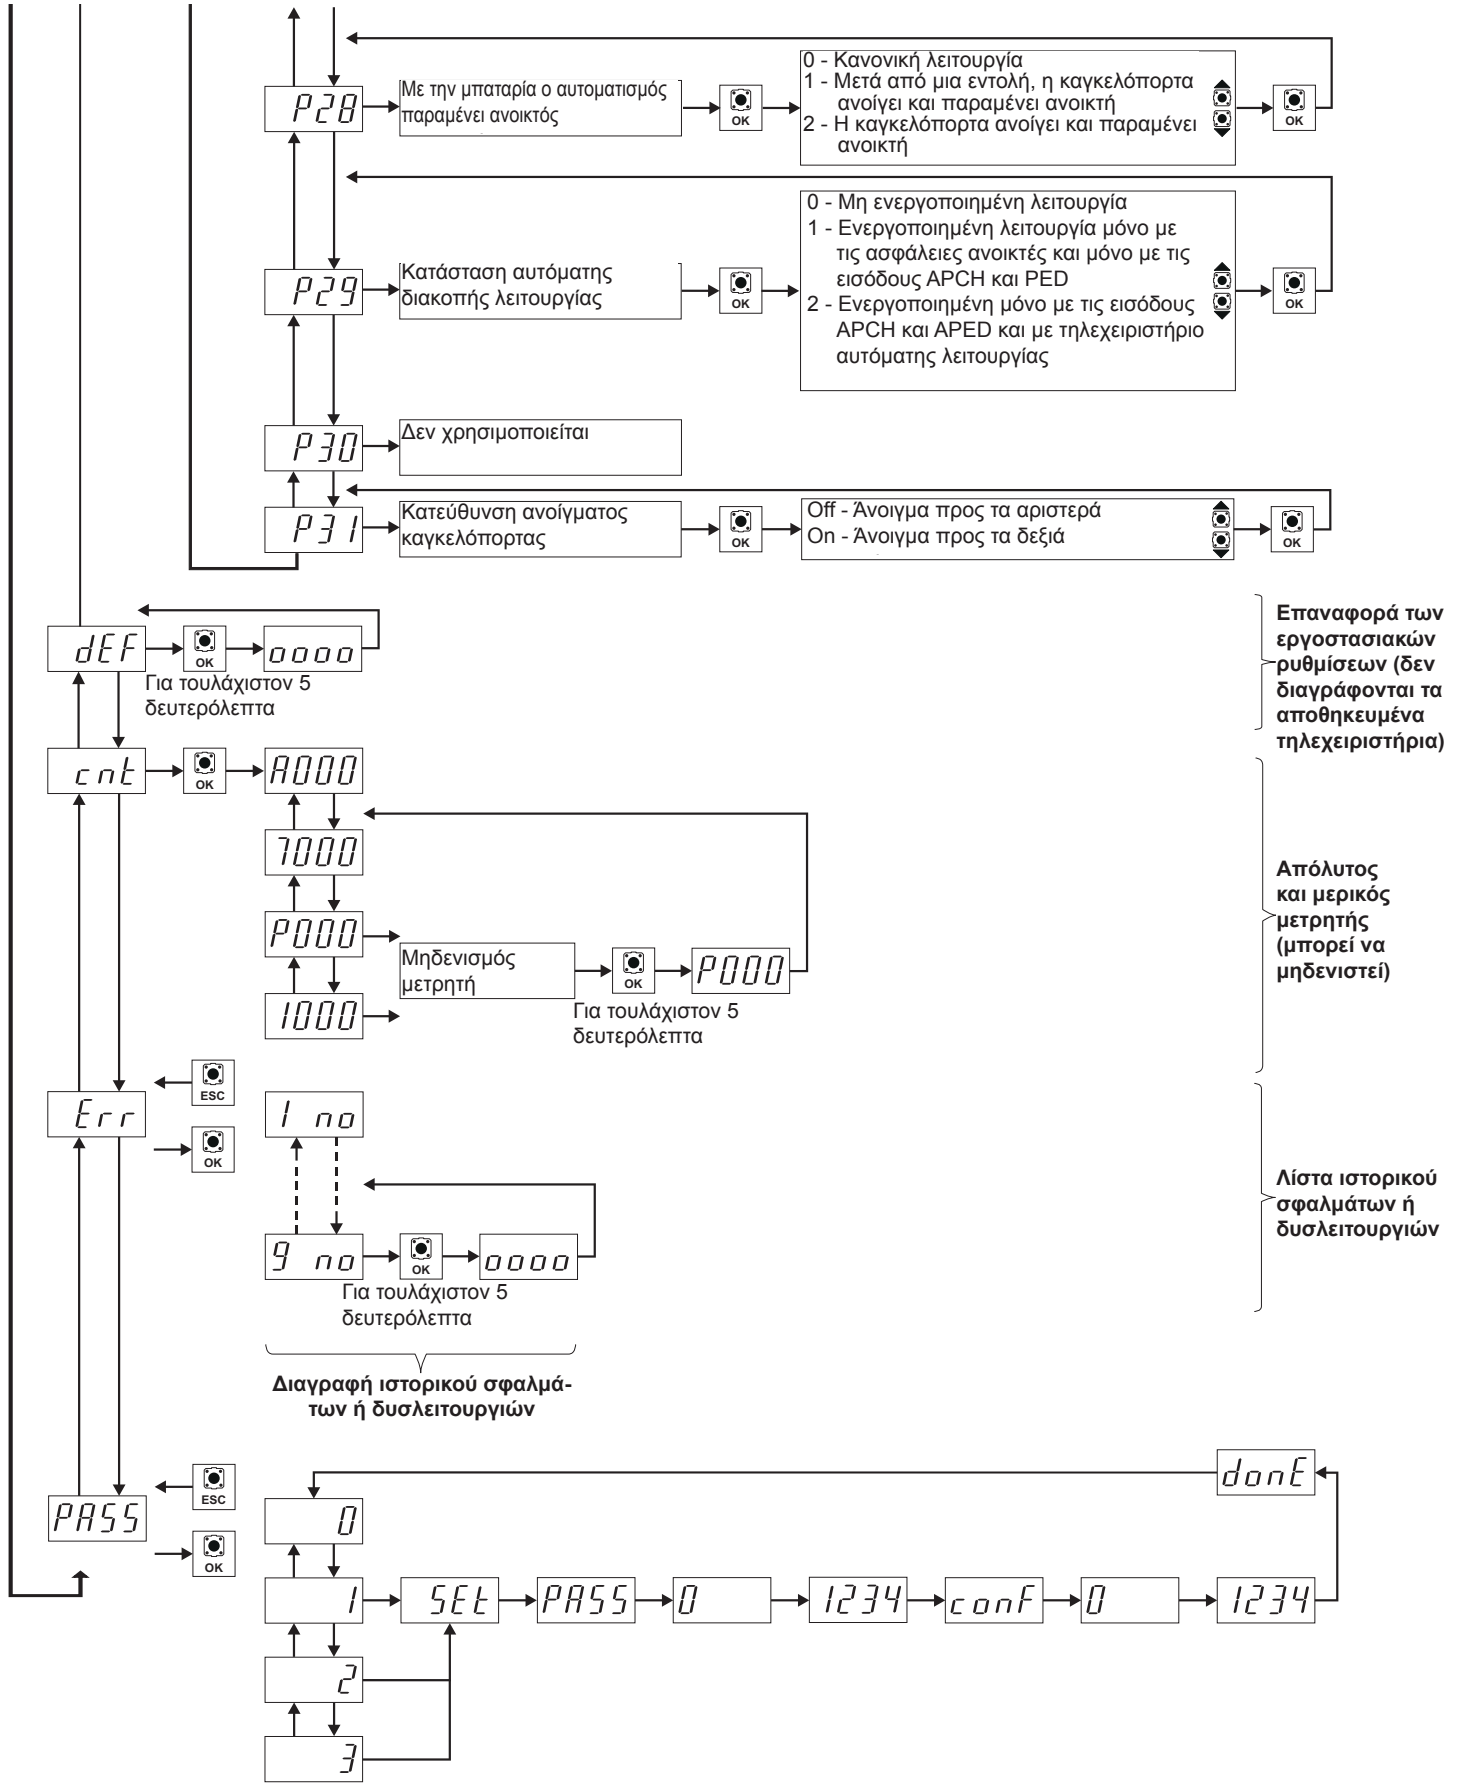 P28
Με την μπαταρία ο αυτοματισμός
παραμένει ανοικτός
OK
0 - Κανονική λειτουργία
1 - Μετά από μια εντολή, η καγκελόπορτα
ανοίγει και παραμένει ανοικτή
2 - Η καγκελόπορτα ανοίγει και παραμένει
ανοικτή
OK
P29
Κατάσταση αυτόματης
διακοπής λειτουργίας
OK
0 - Μη ενεργοποιημένη λειτουργία
1 - Ενεργοποιημένη λειτουργία μόνο με
τις ασφάλειες ανοικτές και μόνο με τις
εισόδους APCH και PED
2 - Ενεργοποιημένη μόνο με τις εισόδους
APCH και APED και με τηλεχειριστήριο
αυτόματης λειτουργίας
OK
P30
Δεν χρησιμοποιείται
P31
Κατεύθυνση ανοίγματος
καγκελόπορτας
OK
Off - Άνοιγμα προς τα αριστερά
On - Άνοιγμα προς τα δεξιά
OK
dEF
OK
oooo
Για τουλάχιστον 5
δευτερόλεπτα
Επαναφορά των
εργοστασιακών
ρυθμίσεων (δεν
διαγράφονται τα
αποθηκευμένα
τηλεχειριστήρια)
cnt
OK
A000
7000
P000
1000
Μηδενισμός
μετρητή
OK
P000
Για τουλάχιστον 5
δευτερόλεπτα
Απόλυτος
και μερικός
μετρητής
(μπορεί να
μηδενιστεί)
Err
ESC
OK
1 no
9 no
OK
oooo
Για τουλάχιστον 5
δευτερόλεπτα
Λίστα ιστορικού
σφαλμάτων ή
δυσλειτουργιών
Διαγραφή ιστορικού σφαλμά-
των ή δυσλειτουργιών
PASS
ESC
OK
donE
0
1
SEt
PASS
0
1234
conF
0
1234
2
3